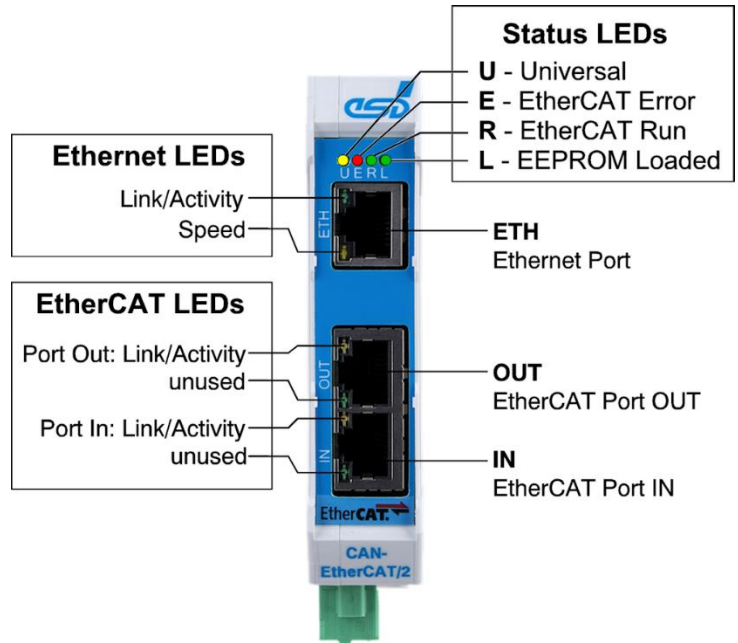 Status LEDs
U - Universal
E - EtherCAT Error
R - EtherCAT Run
L - EEPROM Loaded
esd
U E R L
Ethernet LEDs
Link/Activity
Speed
ETH
ETH
Ethernet Port
EtherCAT LEDs
Port Out: Link/Activity
unused
Port In: Link/Activity
unused
OUT
OUT
EtherCAT Port OUT
IN
IN
EtherCAT Port IN
EtherCAT.
CAN-
EtherCAT/2